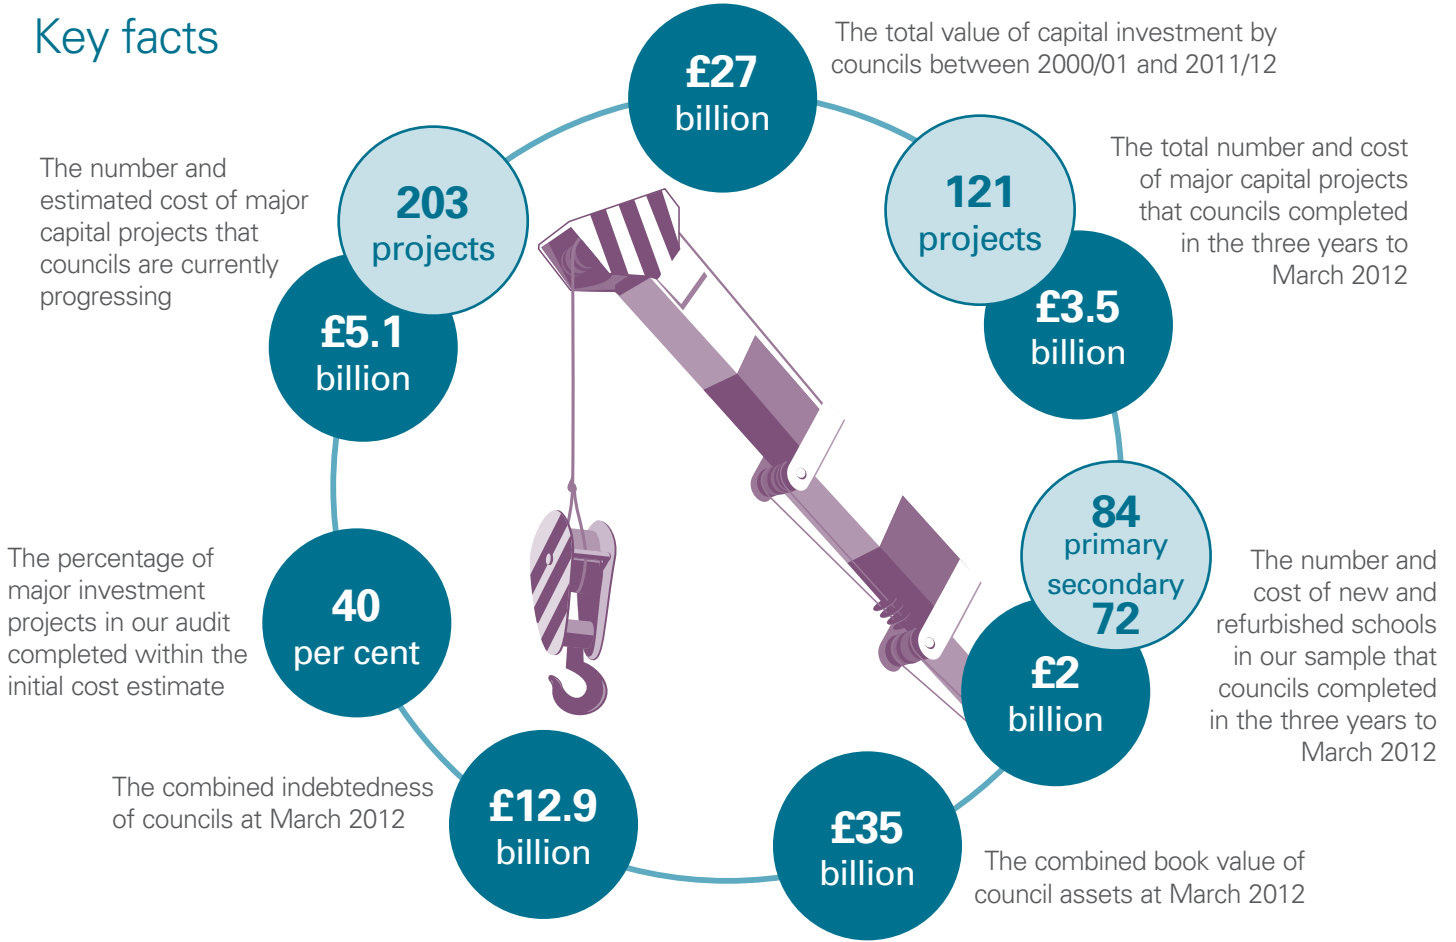 Key facts
£27
billion
The total value of capital investment by
councils between 2000/01 and 2011/12
121
projects
£3.5
billion
The total number and cost
of major capital projects
that councils completed
in the three years to
March 2012
84
primary
secondary
72
£2
billion
The number and
cost of new and
refurbished schools
in our sample that
councils completed
in the three years to
March 2012
£35
billion
The combined book value of
council assets at March 2012
£12.9
billion
The combined indebtedness
of councils at March 2012
40
per cent
The percentage of
major investment
projects in our audit
completed within the
initial cost estimate
203
projects
£5.1
billion
The number and
estimated cost of major
capital projects that
councils are currently
progressing